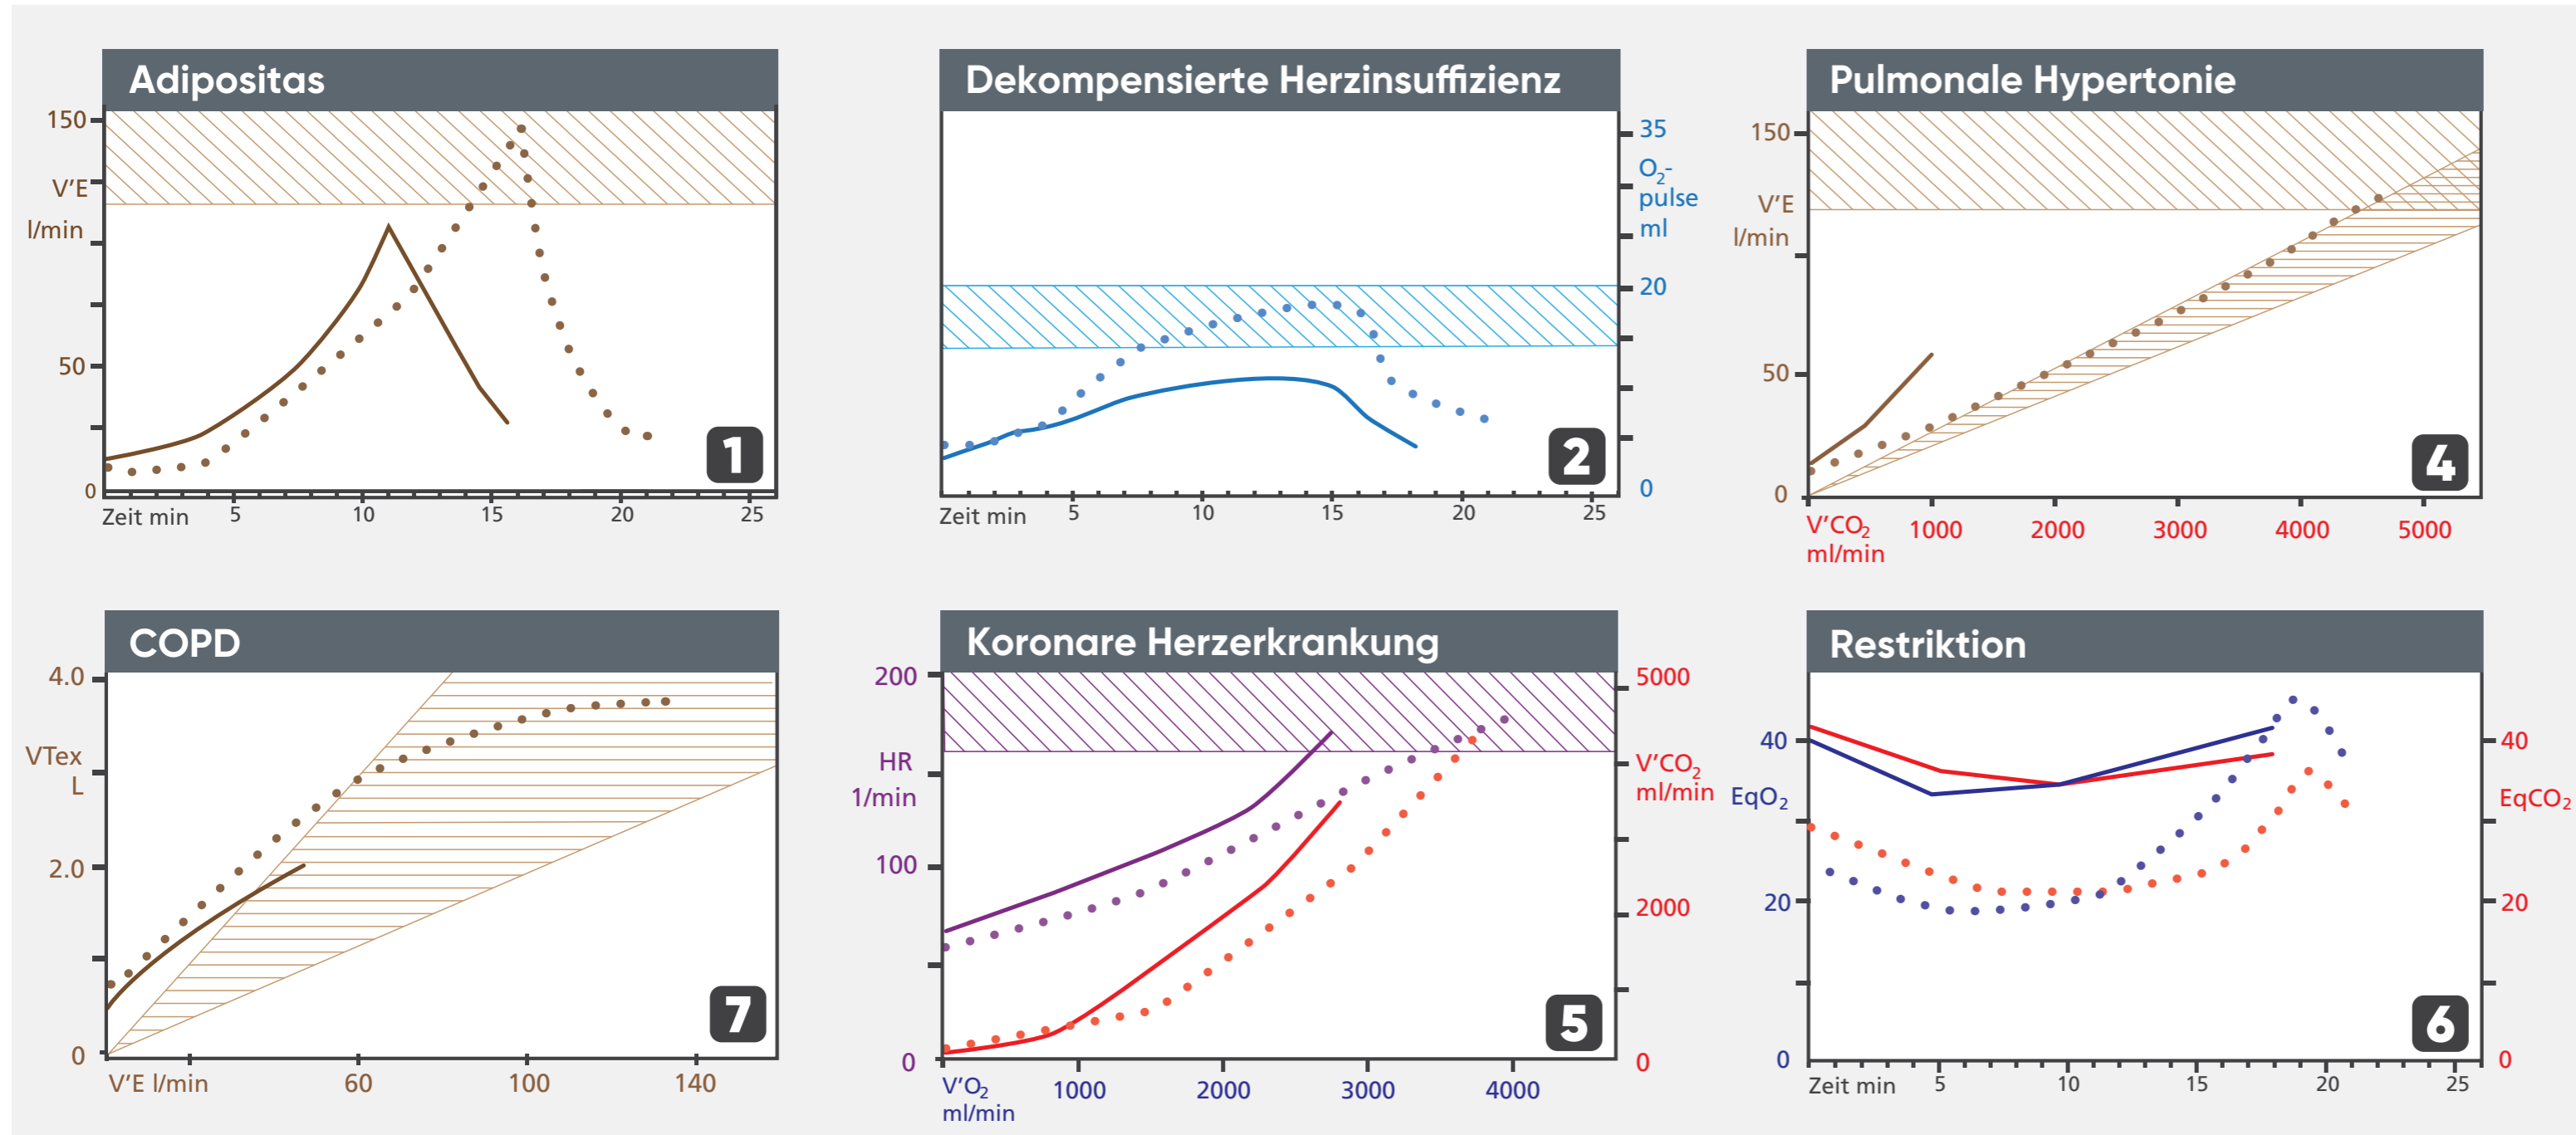 Adipositas
150
V'E
l/min
50
0
Zeit min 5 10 15 20 25
1
Dekompensierte Herzinsuffizienz
35
O₂-
pulse
ml
20
0
Zeit min 5 10 15 20 25
2
Pulmonale Hypertonie
150
V'E
l/min
50
0
V'CO₂ 1000 2000 3000 4000 5000
ml/min
4
COPD
4.0
VTex
L
2.0
0
V'E l/min 60 100 140
7
Koronare Herzerkrankung
200
HR
1/min
100
0
5000
V'CO₂
ml/min
2000
0
V'O₂ 1000 2000 3000 4000
ml/min
5
Restriktion
40
EqO₂
20
0
40
EqCO₂
20
0
Zeit min 5 10 15 20 25
6